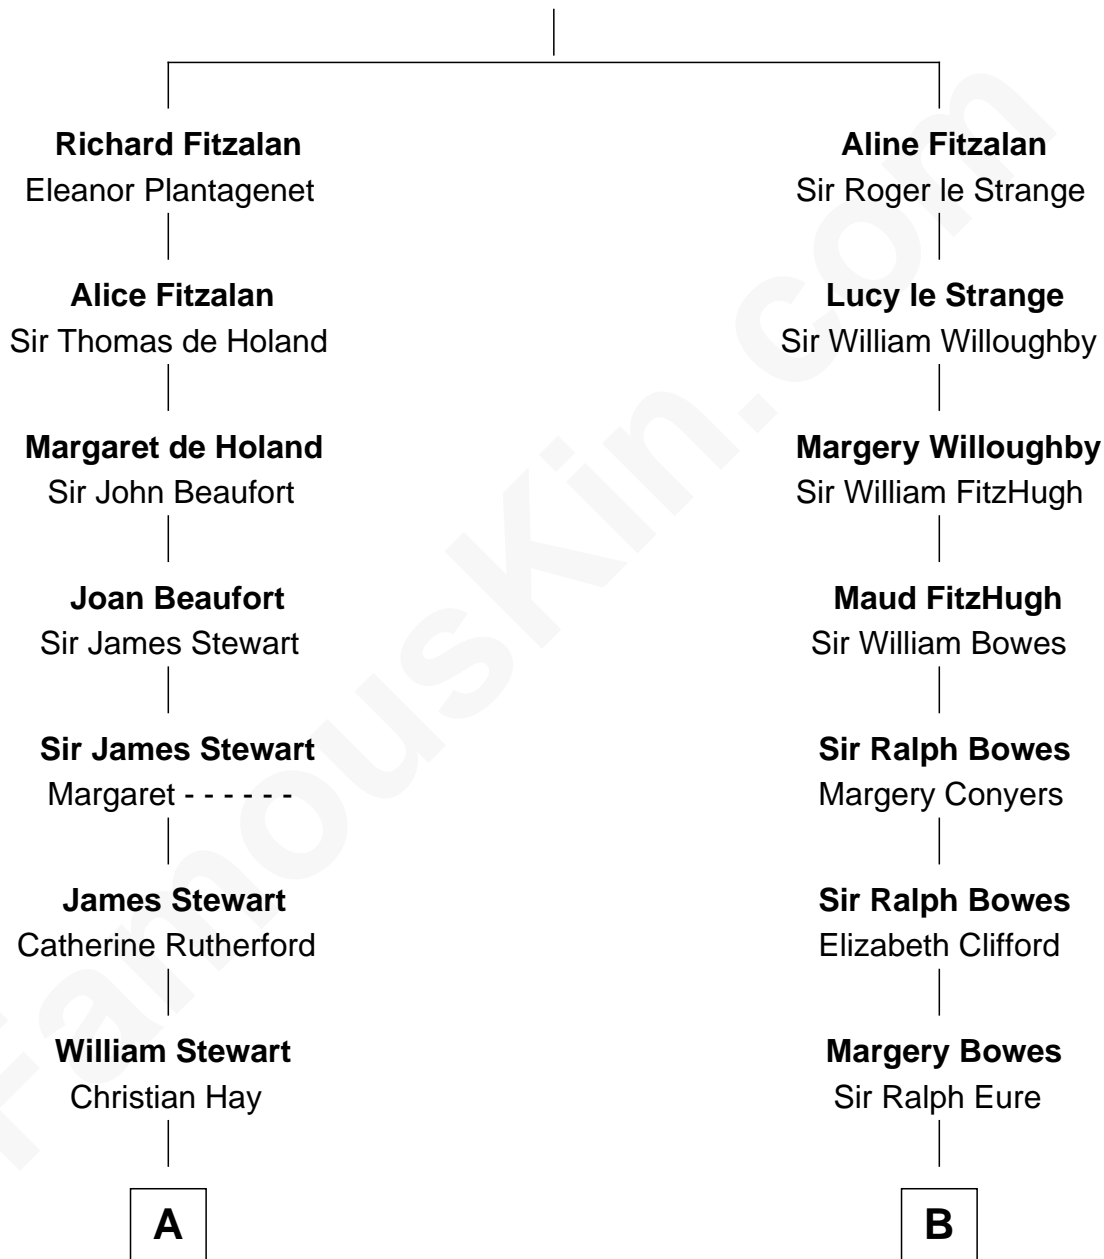 Richard Fitzalan
Eleanor Plantagenet
Alice Fitzalan
Sir Thomas de Holand
Margaret de Holand
Sir John Beaufort
Joan Beaufort
Sir James Stewart
Sir James Stewart
Margaret - - - - - -
James Stewart
Catherine Rutherford
William Stewart
Christian Hay
A
Aline Fitzalan
Sir Roger le Strange
Lucy le Strange
Sir William Willoughby
Margery Willoughby
Sir William FitzHugh
Maud FitzHugh
Sir William Bowes
Sir Ralph Bowes
Margery Conyers
Sir Ralph Bowes
Elizabeth Clifford
Margery Bowes
Sir Ralph Eure
B
FamousKin.com